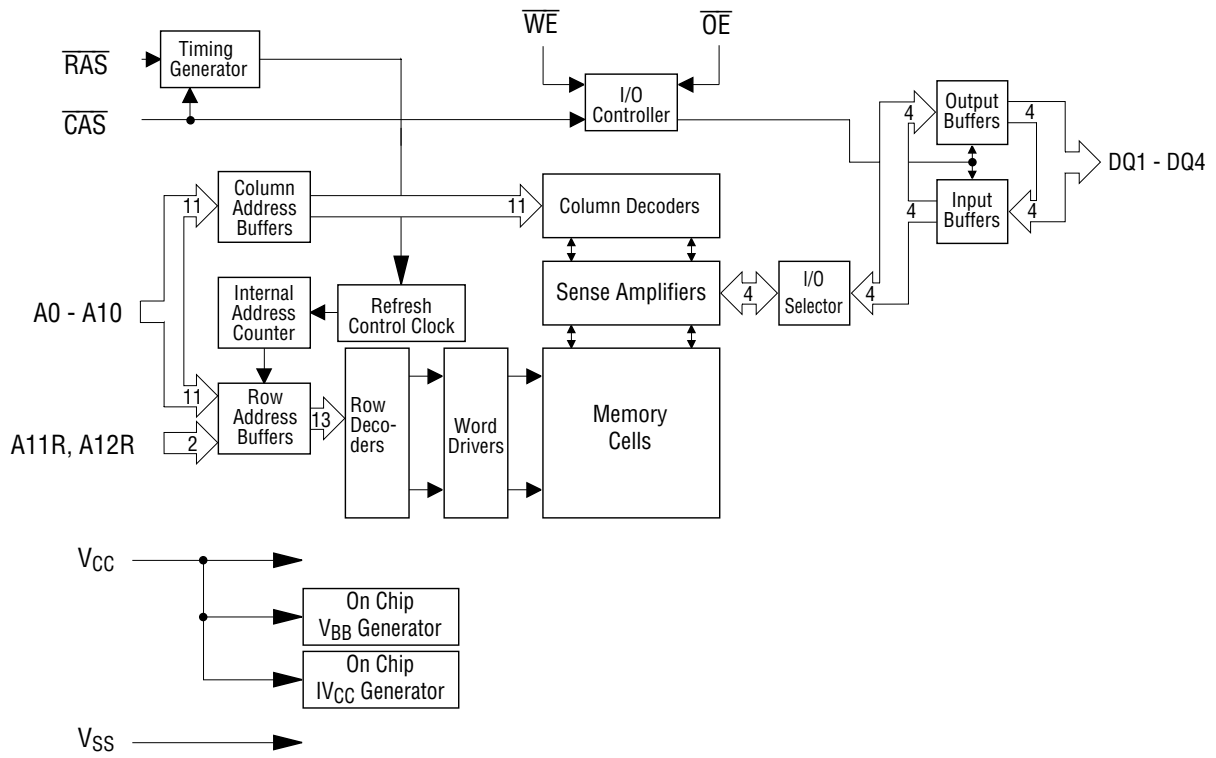 RAS
Timing
Generator
WE
OE
I/O
Controller
CAS
4
Output
Buffers
4
DQ1 - DQ4
4
Input
Buffers
4
11
Column
Address
Buffers
11
Column Decoders
A0 - A10
Internal
Address
Counter
Refresh
Control Clock
Sense Amplifiers
4
I/O
Selector
4
11
Row
Address
Buffers
13
Row
Deco-
ders
Word
Drivers
Memory
Cells
A11R, A12R
2
VCC
On Chip
VBB Generator
On Chip
IVCC Generator
VSS